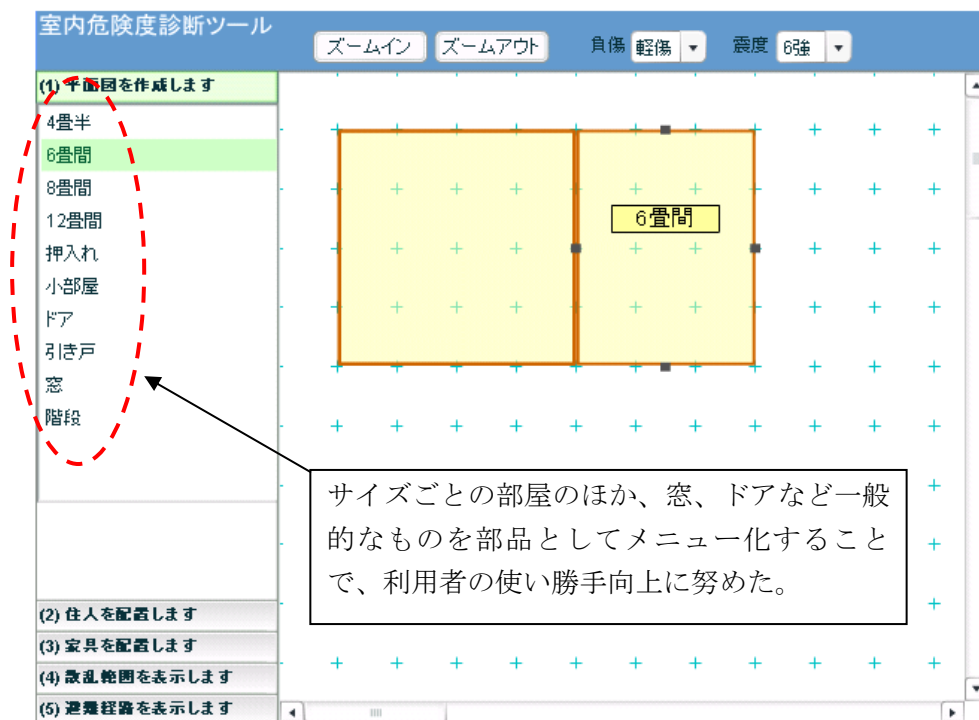 室内危険度診断ツール
ズームイン ズームアウト 負傷 軽傷 震度 6強
(1) 平面図を作成します
4畳半
6畳間
8畳間
12畳間
押入れ
小部屋
ドア
引き戸
窓
階段
6畳間
サイズごとの部屋のほか、窓、ドアなど一般
的なものを部品としてメニュー化すること
で、利用者の使い勝手向上に努めた。
(2) 住人を配置します
(3) 家具を配置します
(4) 散乱範囲を表示します
(5) 避難経路を表示します